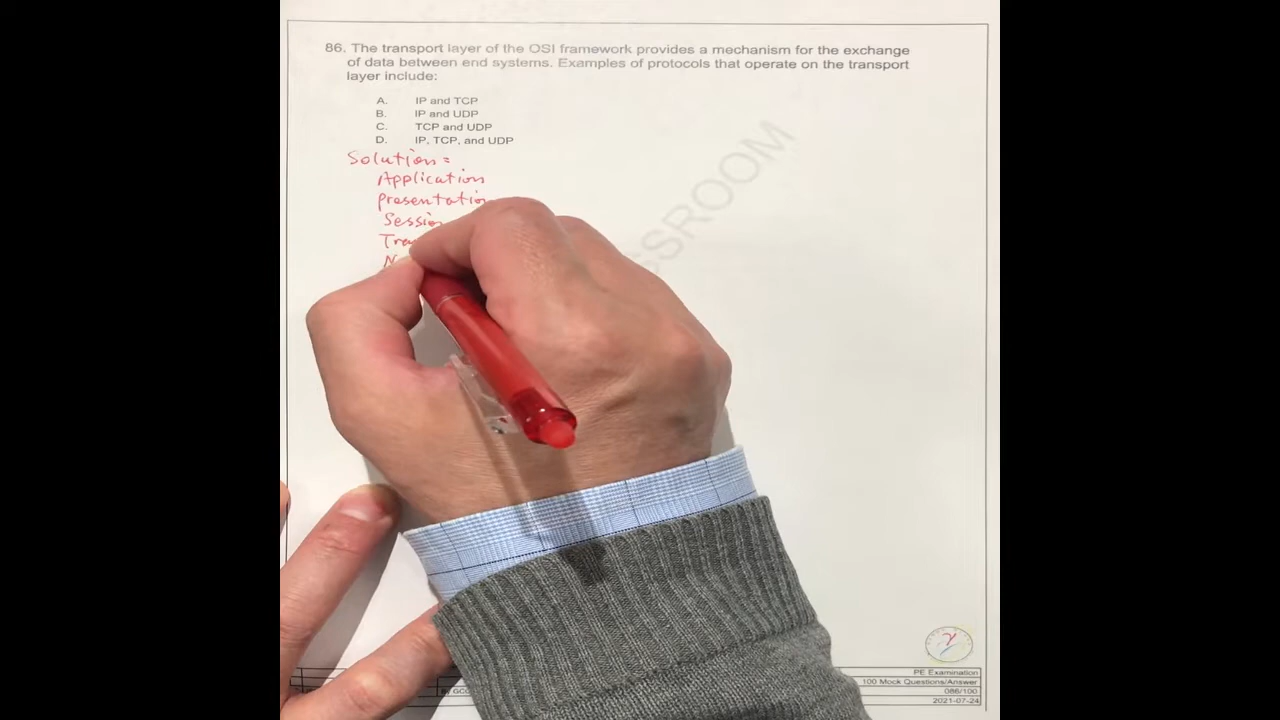 86. The transport layer of the OSI framework provides a mechanism for the exchange
of data between end systems. Examples of protocols that operate on the transport
layer include:
A. IP and TCP
B. IP and UDP
C. TCP and UDP
D. IP, TCP, and UDP
Solution:
Application
presentation
Session
PE Examination
100 Mock Questions/Answer
086/100
2021-07-24